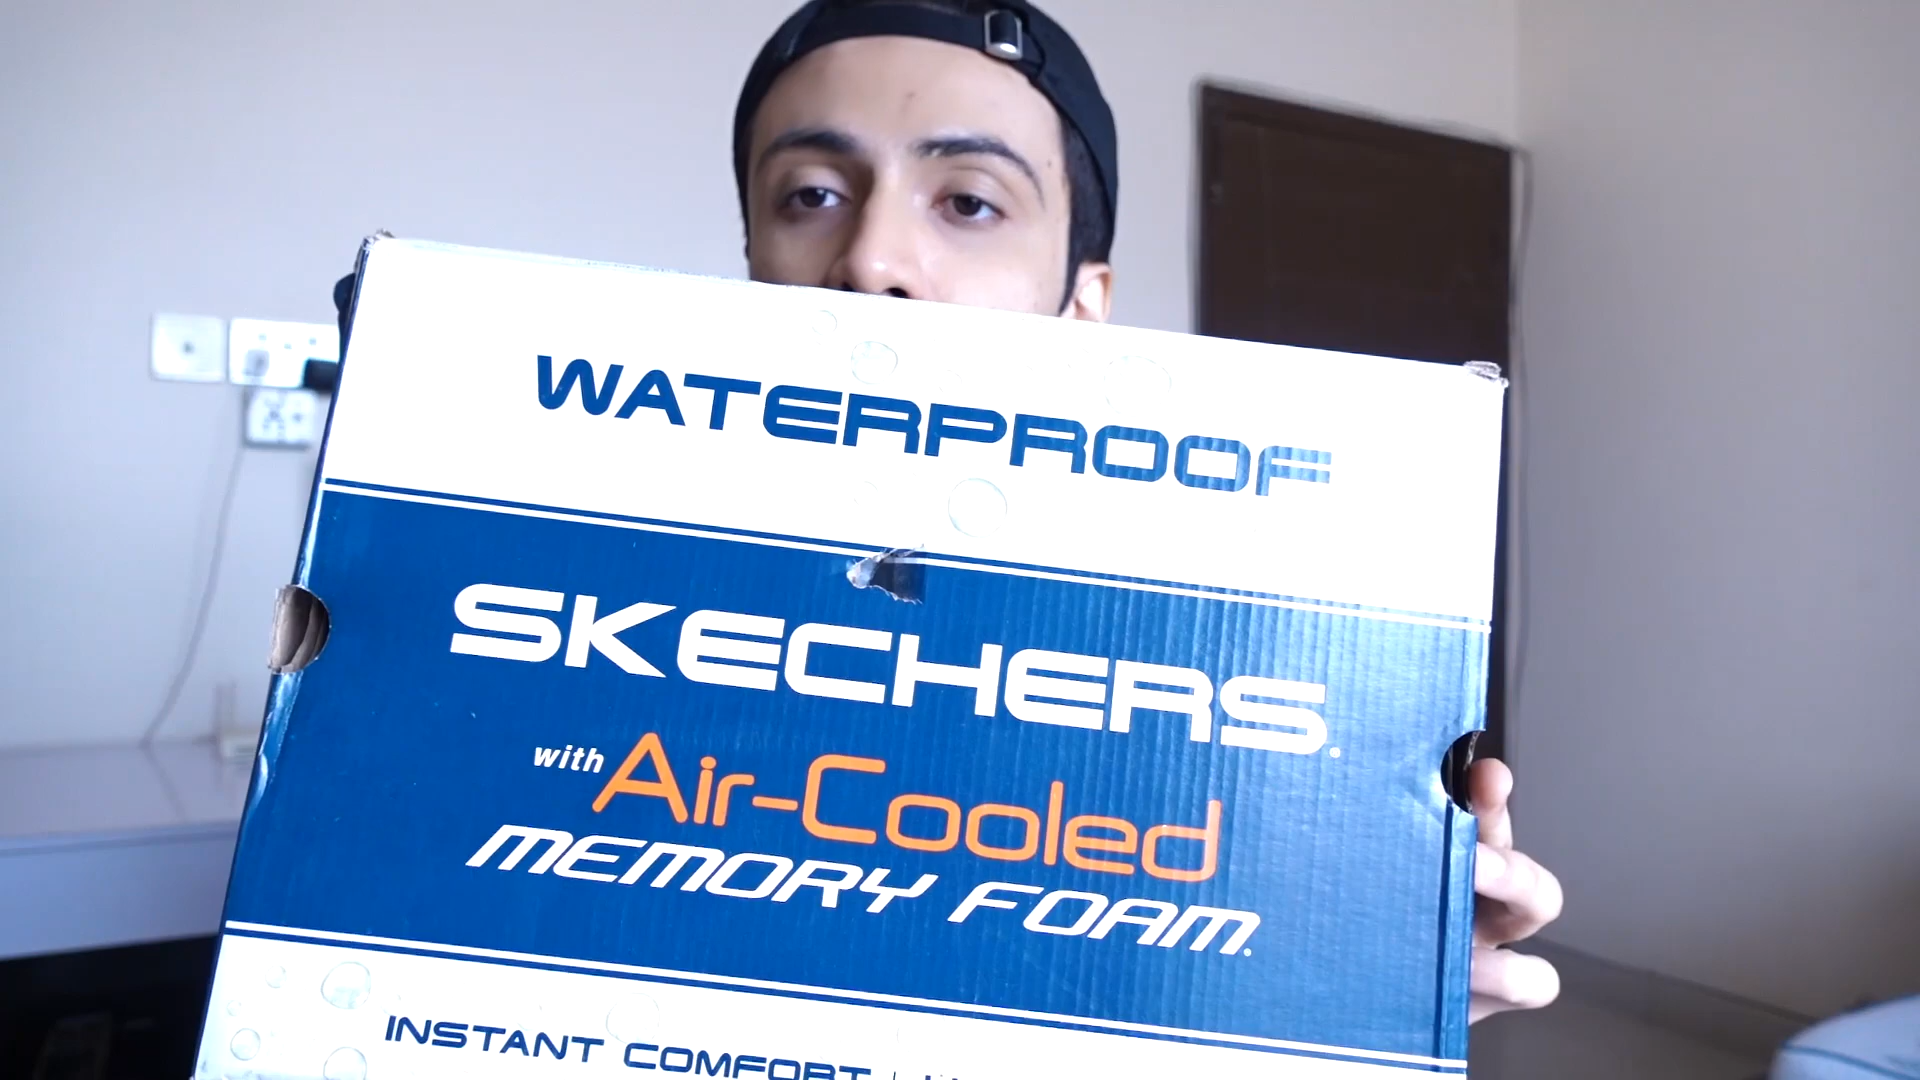 WATERPROOF
SKECHERS.
with Air-Cooled
MEMORY FOAM.
INSTANT COMFORT